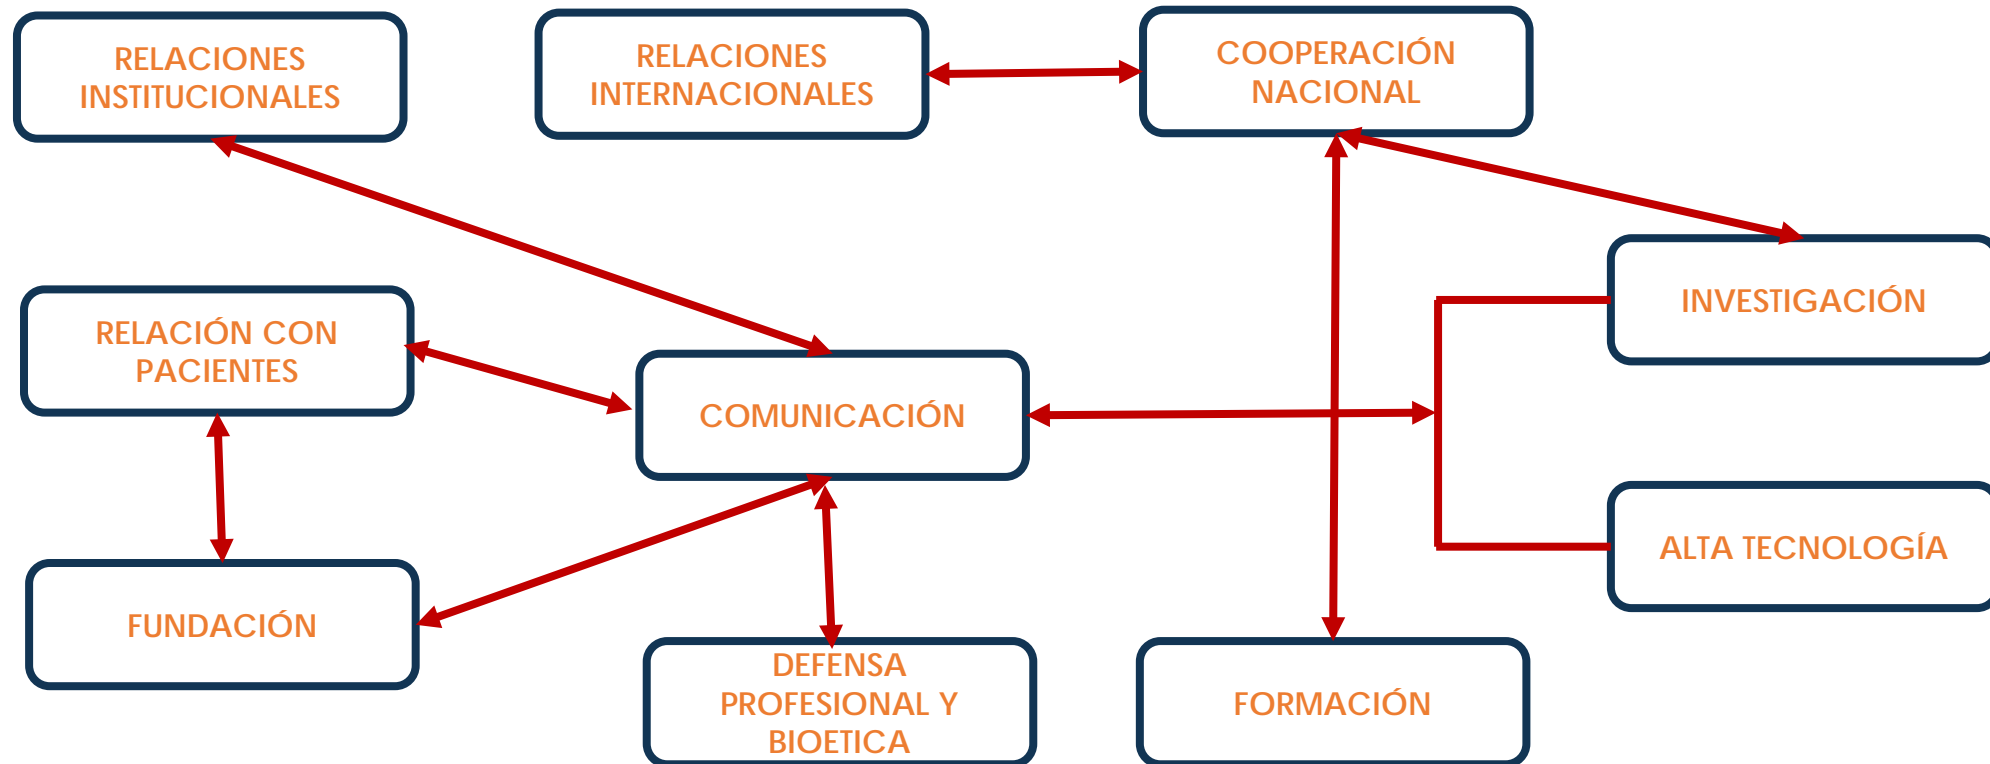 RELACIONES
INSTITUCIONALES
RELACIONES
INTERNACIONALES
COOPERACIÓN
NACIONAL
INVESTIGACIÓN
RELACIÓN CON
PACIENTES
COMUNICACIÓN
ALTA TECNOLOGÍA
FUNDACIÓN
DEFENSA
PROFESIONAL Y
BIOETICA
FORMACIÓN